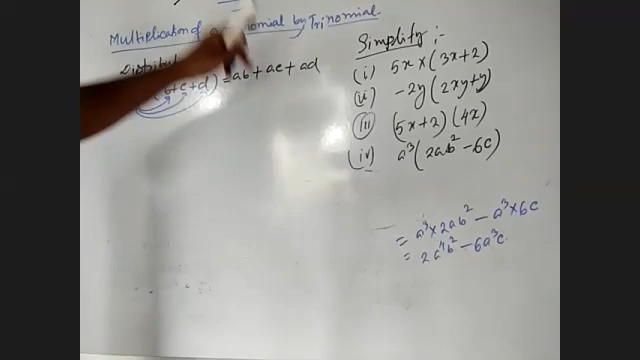 Multiplication of a nomial by Trinomial.
Distribut
b+c+d) = ab+ac+ad
Simplify :-
(i) 5x × (3x+2)
(ii) -2y (2xy+y)
(iii) (5x+2) (4x)
(iv) a³ (2ab² - 6c)
= a³ × 2ab² - a³ × 6c
= 2a⁴b² - 6a³c